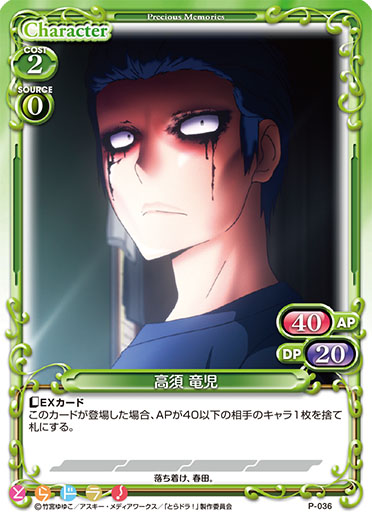 Precious Memories
Character
COST
2
SOURCE
0
40 AP
DP 20
高須 竜児
EXカード
このカードが登場した場合、APが40以下の相手のキャラ1枚を捨て
札にする。
落ち着け、春田。
とらドラ!
©竹宮ゆゆこ/アスキー・メディアワークス/「とらドラ!」製作委員会
P-036